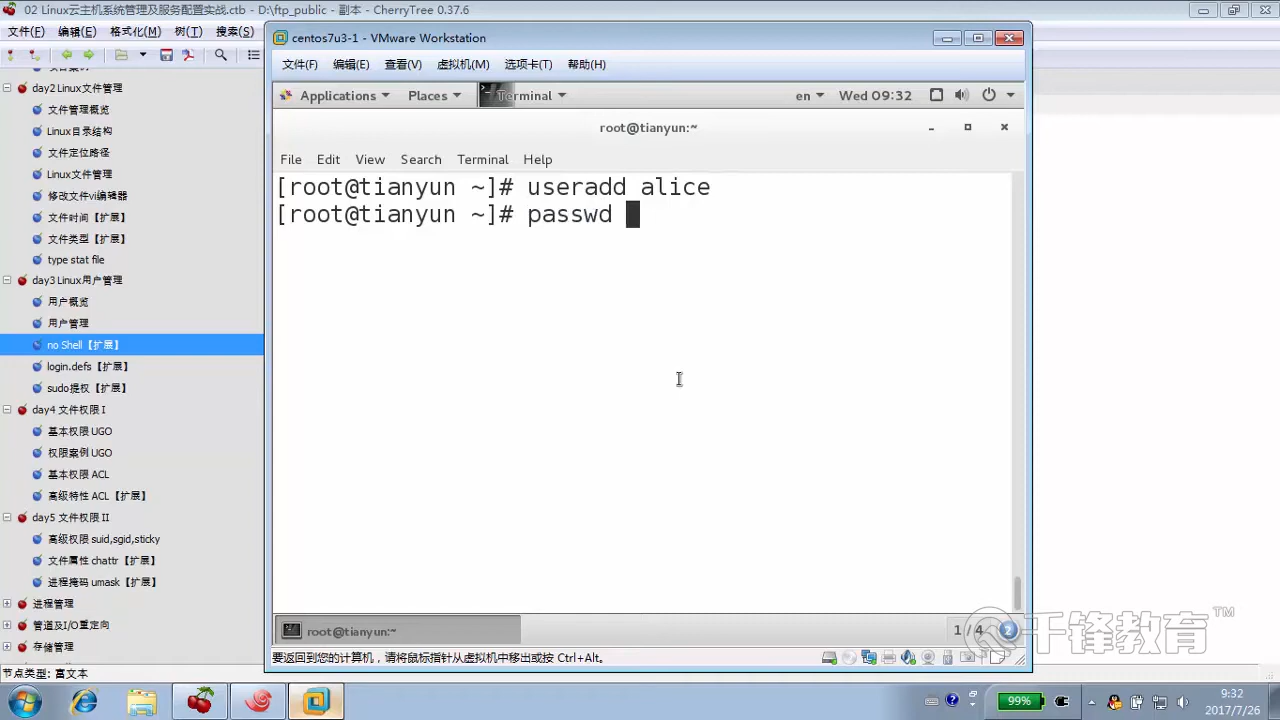 02 Linux云主机系统管理及服务配置实战.ctb - D:\ftp_public - 副本 - CherryTree 0.37.6
文件(F) 编辑(E) 格式化(M) 树(T) 搜索(S)
day2 Linux文件管理
文件管理概览
Linux目录结构
文件定位路径
Linux文件管理
修改文件vi编辑器
文件时间【扩展】
文件类型【扩展】
type stat file
day3 Linux用户管理
用户概览
用户管理
no Shell【扩展】
login.defs【扩展】
sudo提权【扩展】
day4 文件权限 I
基本权限 UGO
权限案例 UGO
基本权限 ACL
高级特性 ACL【扩展】
day5 文件权限 II
高级权限 suid,sgid,sticky
文件属性 chattr【扩展】
进程掩码 umask【扩展】
进程管理
管道及I/O重定向
存储管理
节点类型: 富文本
centos7u3-1 - VMware Workstation
文件(F) 编辑(E) 查看(V) 虚拟机(M) 选项卡(T) 帮助(H)
Applications Places Terminal en Wed 09:32
root@tianyun:~
File Edit View Search Terminal Help
[root@tianyun ~]# useradd alice
[root@tianyun ~]# passwd
root@tianyun:~ 1 / 4 2
要返回到您的计算机，请将鼠标指针从虚拟机中移出或按 Ctrl+Alt。
千锋教育™
99%
9:32
2017/7/26